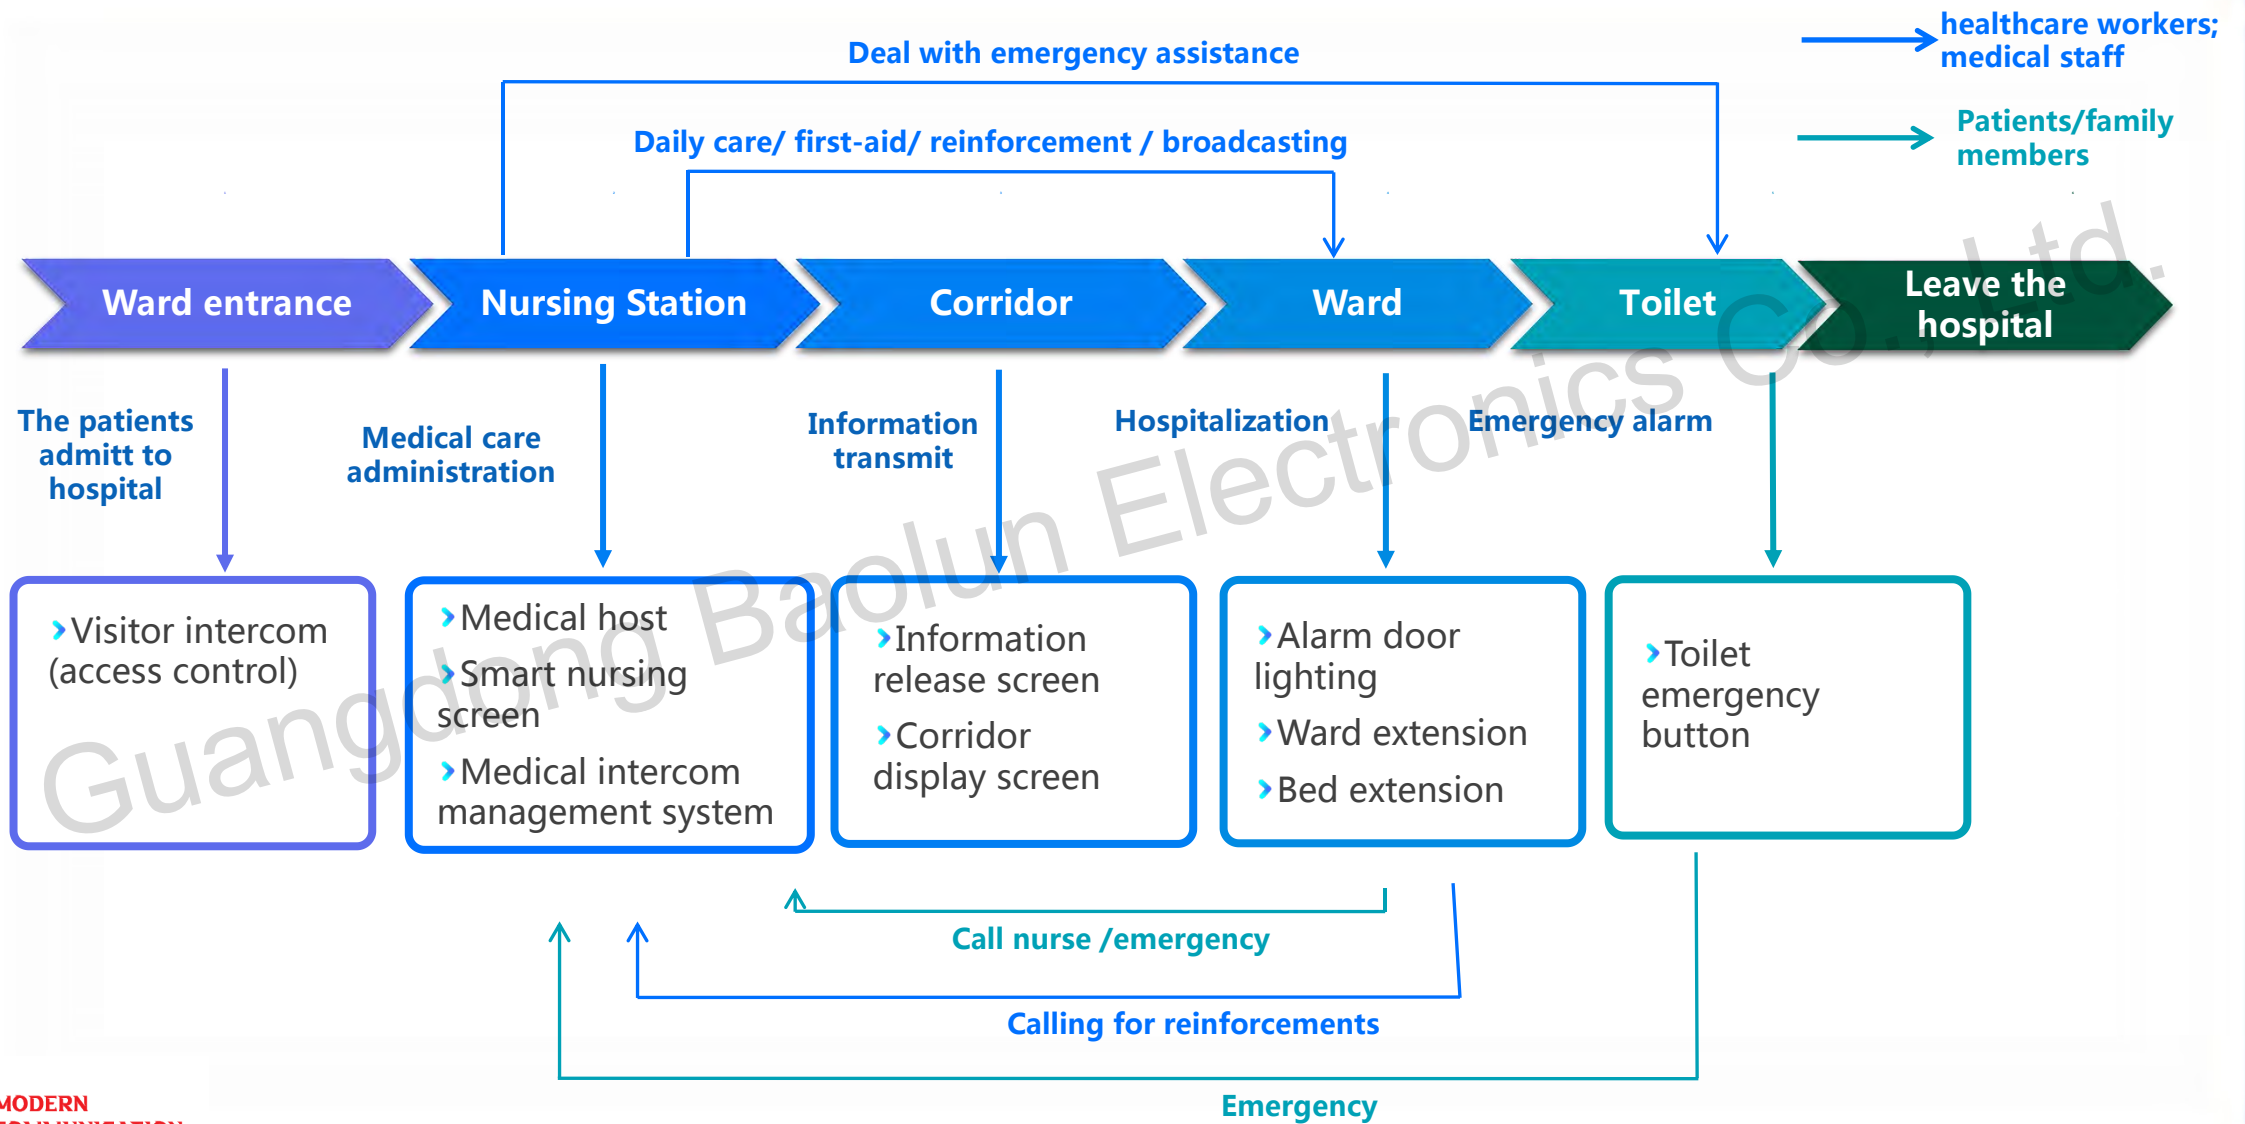 healthcare workers;
medical staff
Deal with emergency assistance
Patients/family
members
Daily care/ first-aid/ reinforcement / broadcasting
Ward entrance
Nursing Station
Corridor
Ward
Toilet
Leave the
hospital
The patients
admitt to
hospital
Medical care
administration
Information
transmit
Hospitalization
Emergency alarm
Visitor intercom
(access control)
Medical host
Smart nursing
screen
Medical intercom
management system
Information
release screen
Corridor
display screen
Alarm door
lighting
Ward extension
Bed extension
Toilet
emergency
button
Call nurse /emergency
Calling for reinforcements
Emergency
Guangdong Baolun Electronics Co., Ltd.
MODERN